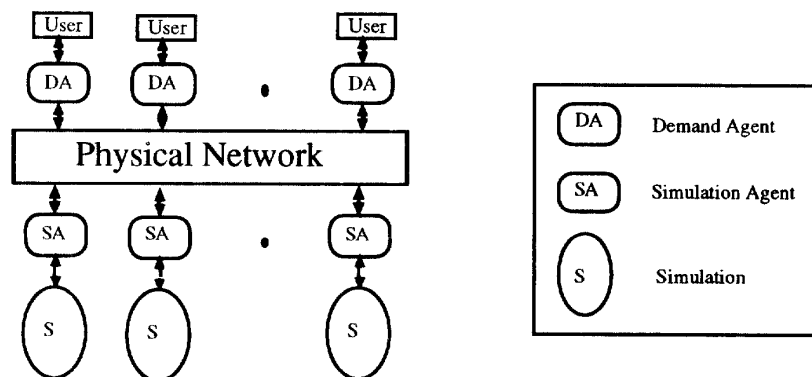 User User User
DA DA DA
Physical Network
SA SA SA
S S S
DA Demand Agent
SA Simulation Agent
S Simulation